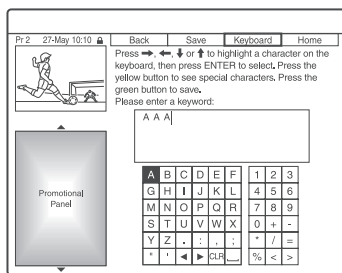 Pr 2 27-May 10:10
Back Save Keyboard Home
Press ➡, ⬅, ⬇ or ⬆ to highlight a character on the
keyboard, then press ENTER to select. Press the
yellow button to see special characters. Press the
green button to save.
Please enter a keyword:
A A A
A B C D E F 1 2 3
G H I J K L 4 5 6
M N O P Q R 7 8 9
S T U V W X 0 + -
Y Z . : , ; * / =
" ' ◀ ▶ CLR ⎵ % < >
Promotional
Panel